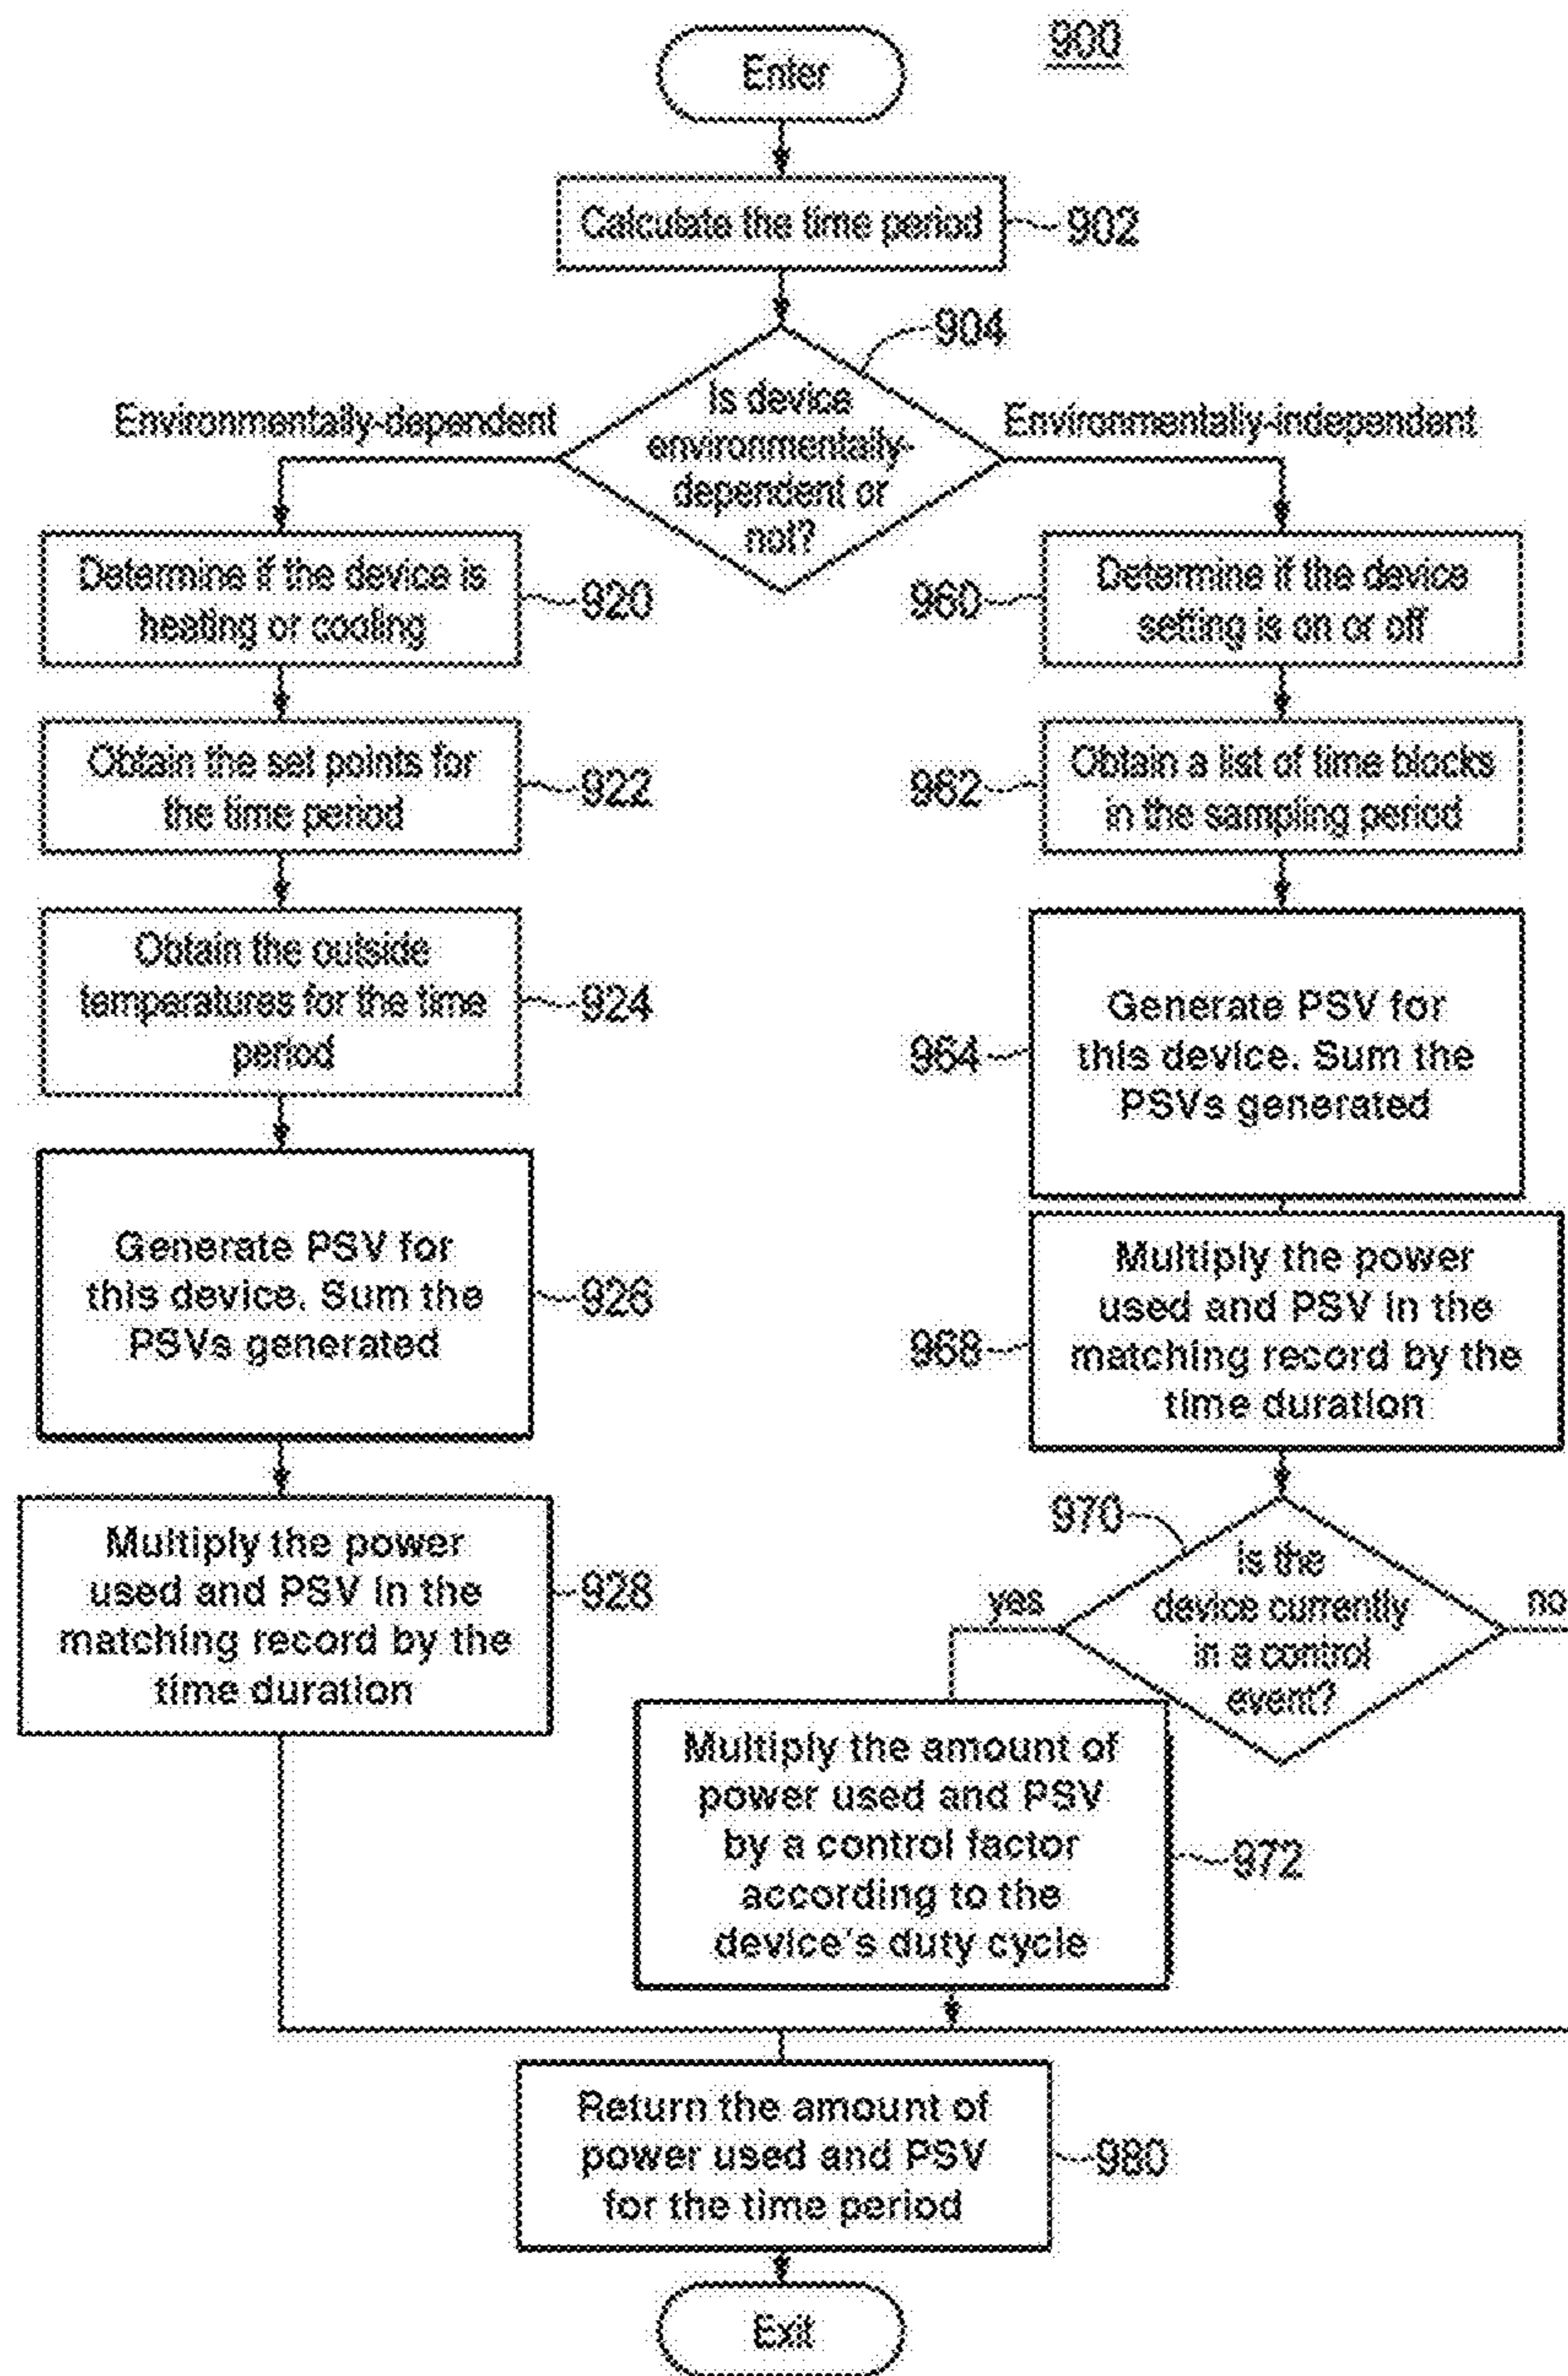 900
Enter
Calculate the time period
902
904
Is device
environmentally-
dependent or
not?
Environmentally-dependent
Environmentally-independent
Determine if the device is
heating or cooling
920
Obtain the set points for
the time period
922
Obtain the outside
temperatures for the time
period
924
Generate PSV for
this device. Sum the
PSVs generated
926
Multiply the power
used and PSV in the
matching record by the
time duration
928
960
Determine if the device
setting is on or off
962
Obtain a list of time blocks
in the sampling period
964
Generate PSV for
this device. Sum the
PSVs generated
968
Multiply the power
used and PSV in the
matching record by the
time duration
970
Is the
device currently
in a control
event?
yes
no
Multiply the amount of
power used and PSV
by a control factor
according to the
device's duty cycle
972
Return the amount of
power used and PSV
for the time period
980
Exit